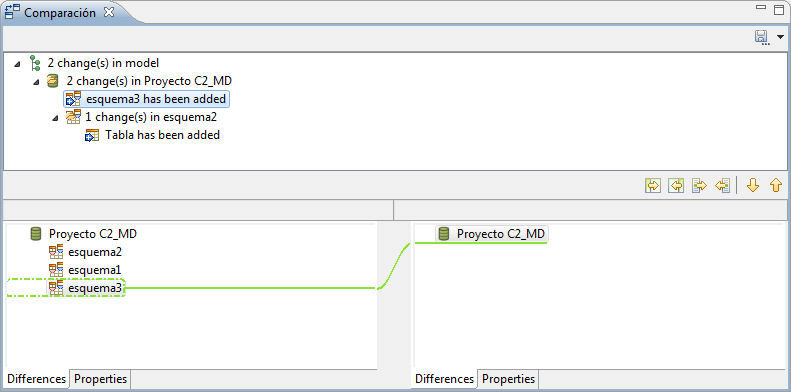 Comparación
2 change(s) in model
2 change(s) in Proyecto C2_MD
esquema3 has been added
1 change(s) in esquema2
Tabla has been added
Proyecto C2_MD
esquema2
esquema1
esquema3
Proyecto C2_MD
Differences Properties
Differences Properties